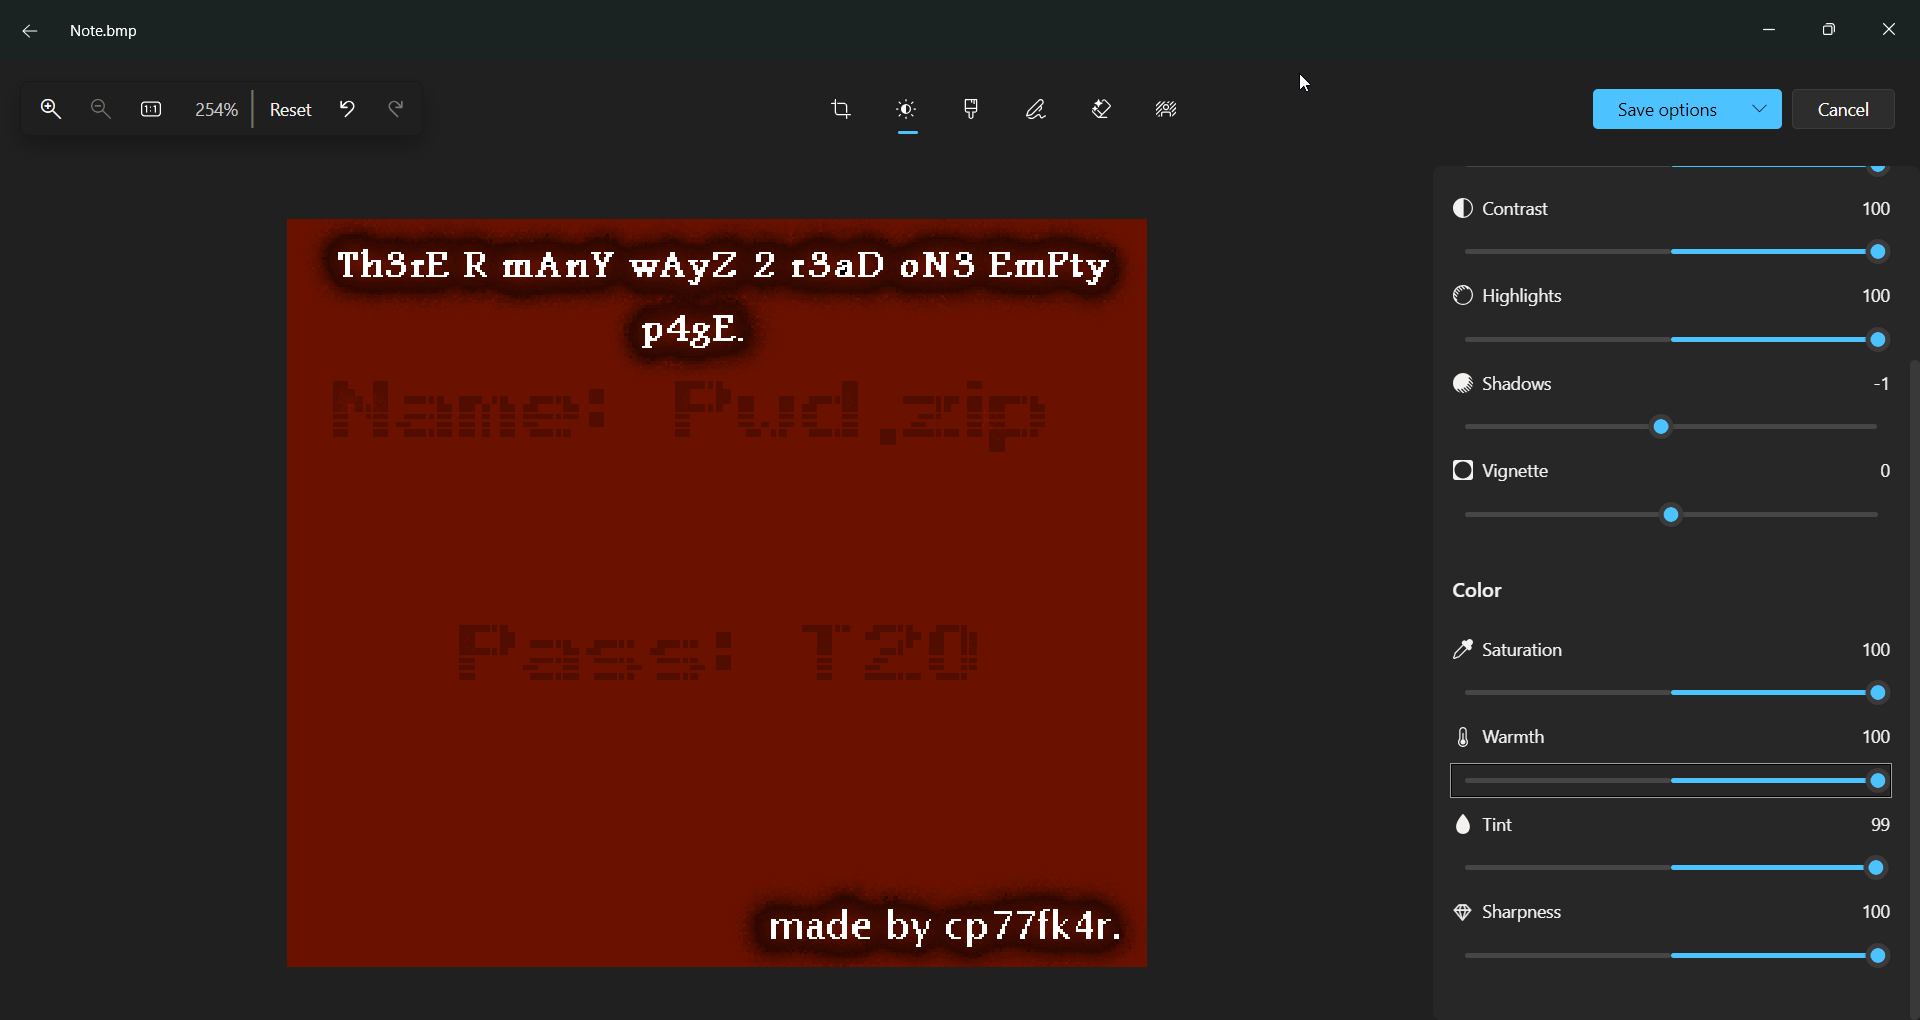 Note.bmp
254%
Reset
Save options
Cancel
Th3rE R mAnY wAyZ 2 r3aD oN3 EmPty
p4gE.
Name: Pwd.zip
Pass: T20
made by cp77fk4r.
Contrast 100
Highlights 100
Shadows -1
Vignette 0
Color
Saturation 100
Warmth 100
Tint 99
Sharpness 100